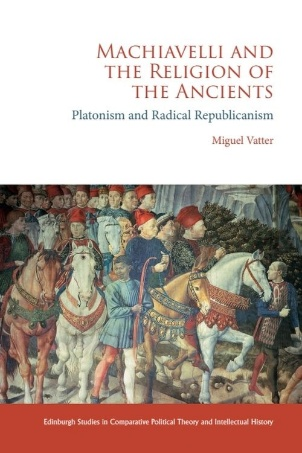 MACHIAVELLI AND
THE RELIGION OF
THE ANCIENTS
Platonism and Radical Republicanism
Miguel Vatter
Edinburgh Studies in Comparative Political Theory and Intellectual History